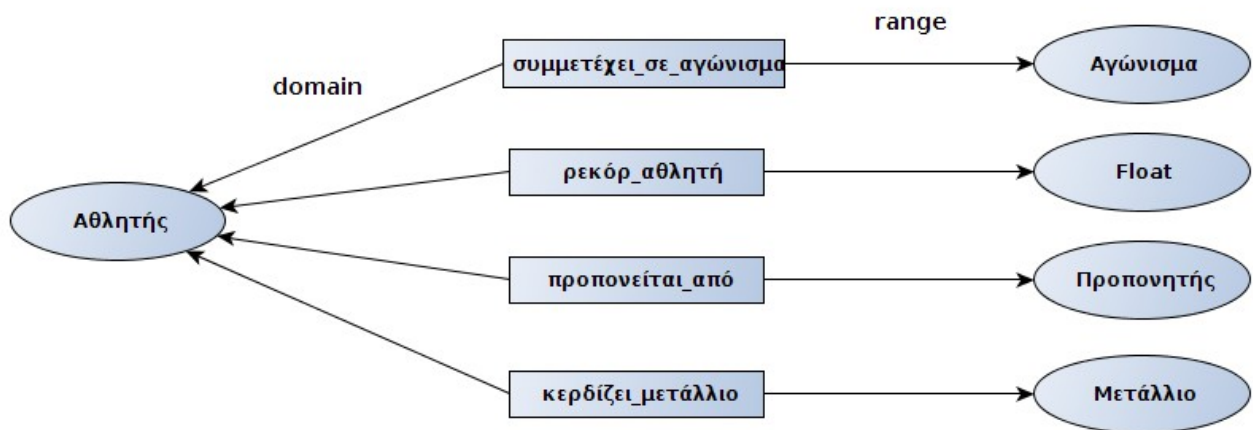 range
συμμετέχει_σε_αγώνισμα
Αγώνισμα
domain
ρεκόρ_αθλητή
Float
Αθλητής
προπονείται_από
Προπονητής
κερδίζει_μετάλλιο
Μετάλλιο